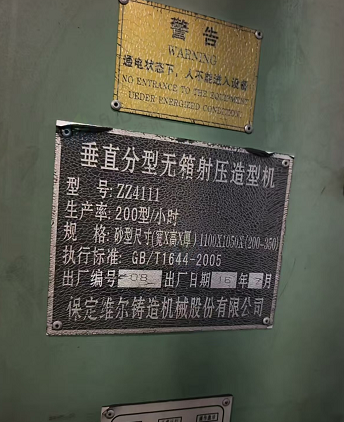 警告
WARNING
通电状态下，人不能进入设备
NO ENTRANCE TO THE EQUIPMENT
UDER ENERGIZED CONDITION
垂直分型无箱射压造型机
型 号: ZZ4111
生产率: 200型/小时
规 格: 砂型尺寸(宽X高X厚)1100X1050X(200-350)
执行标准: GB/T1644-2005
出厂编号 08 出厂日期 16 年 月
保定维尔铸造机械股份有限公司